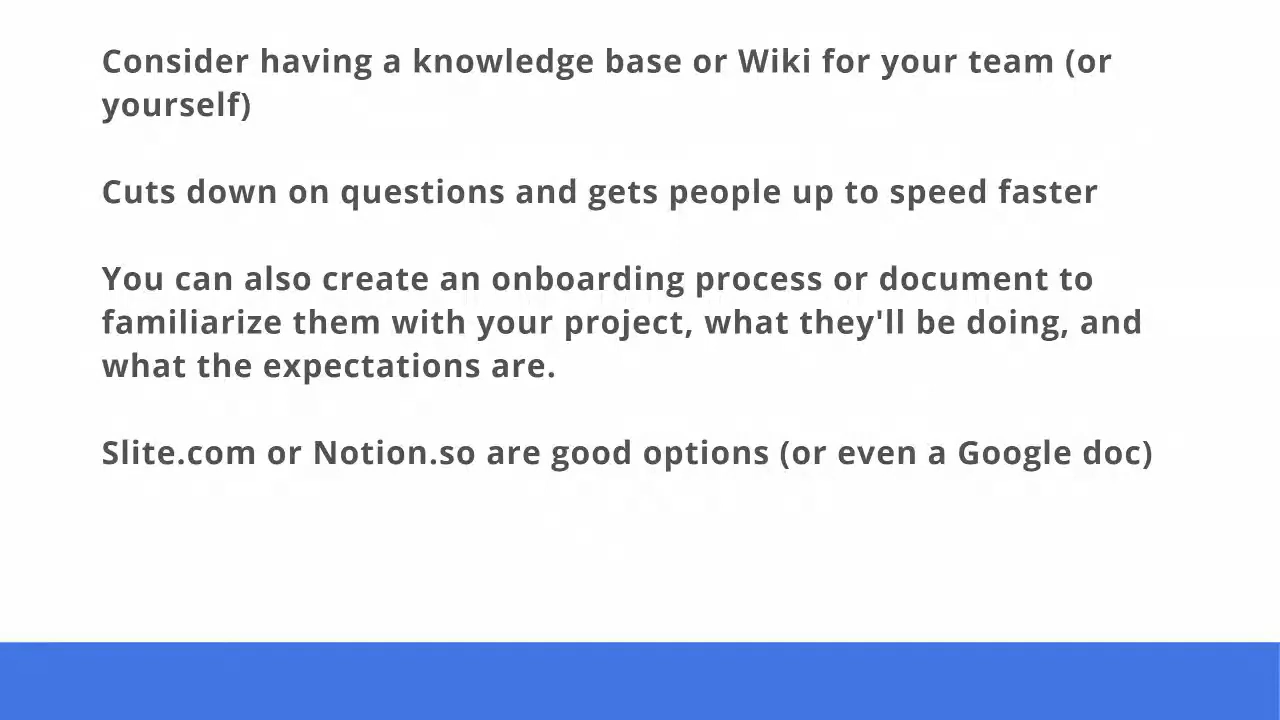 Consider having a knowledge base or Wiki for your team (or
yourself)
Cuts down on questions and gets people up to speed faster
You can also create an onboarding process or document to
familiarize them with your project, what they'll be doing, and
what the expectations are.
Slite.com or Notion.so are good options (or even a Google doc)